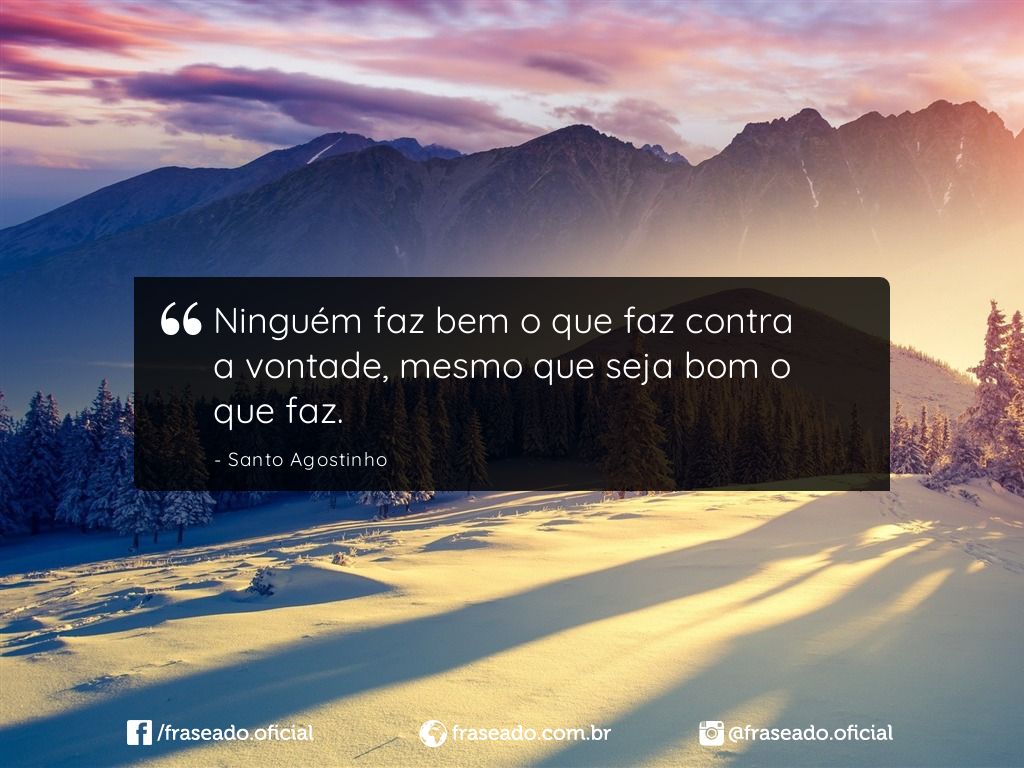 “ Ninguém faz bem o que faz contra
a vontade, mesmo que seja bom o
que faz.
- Santo Agostinho
/fraseado.oficial
fraseado.com.br
@fraseado.oficial